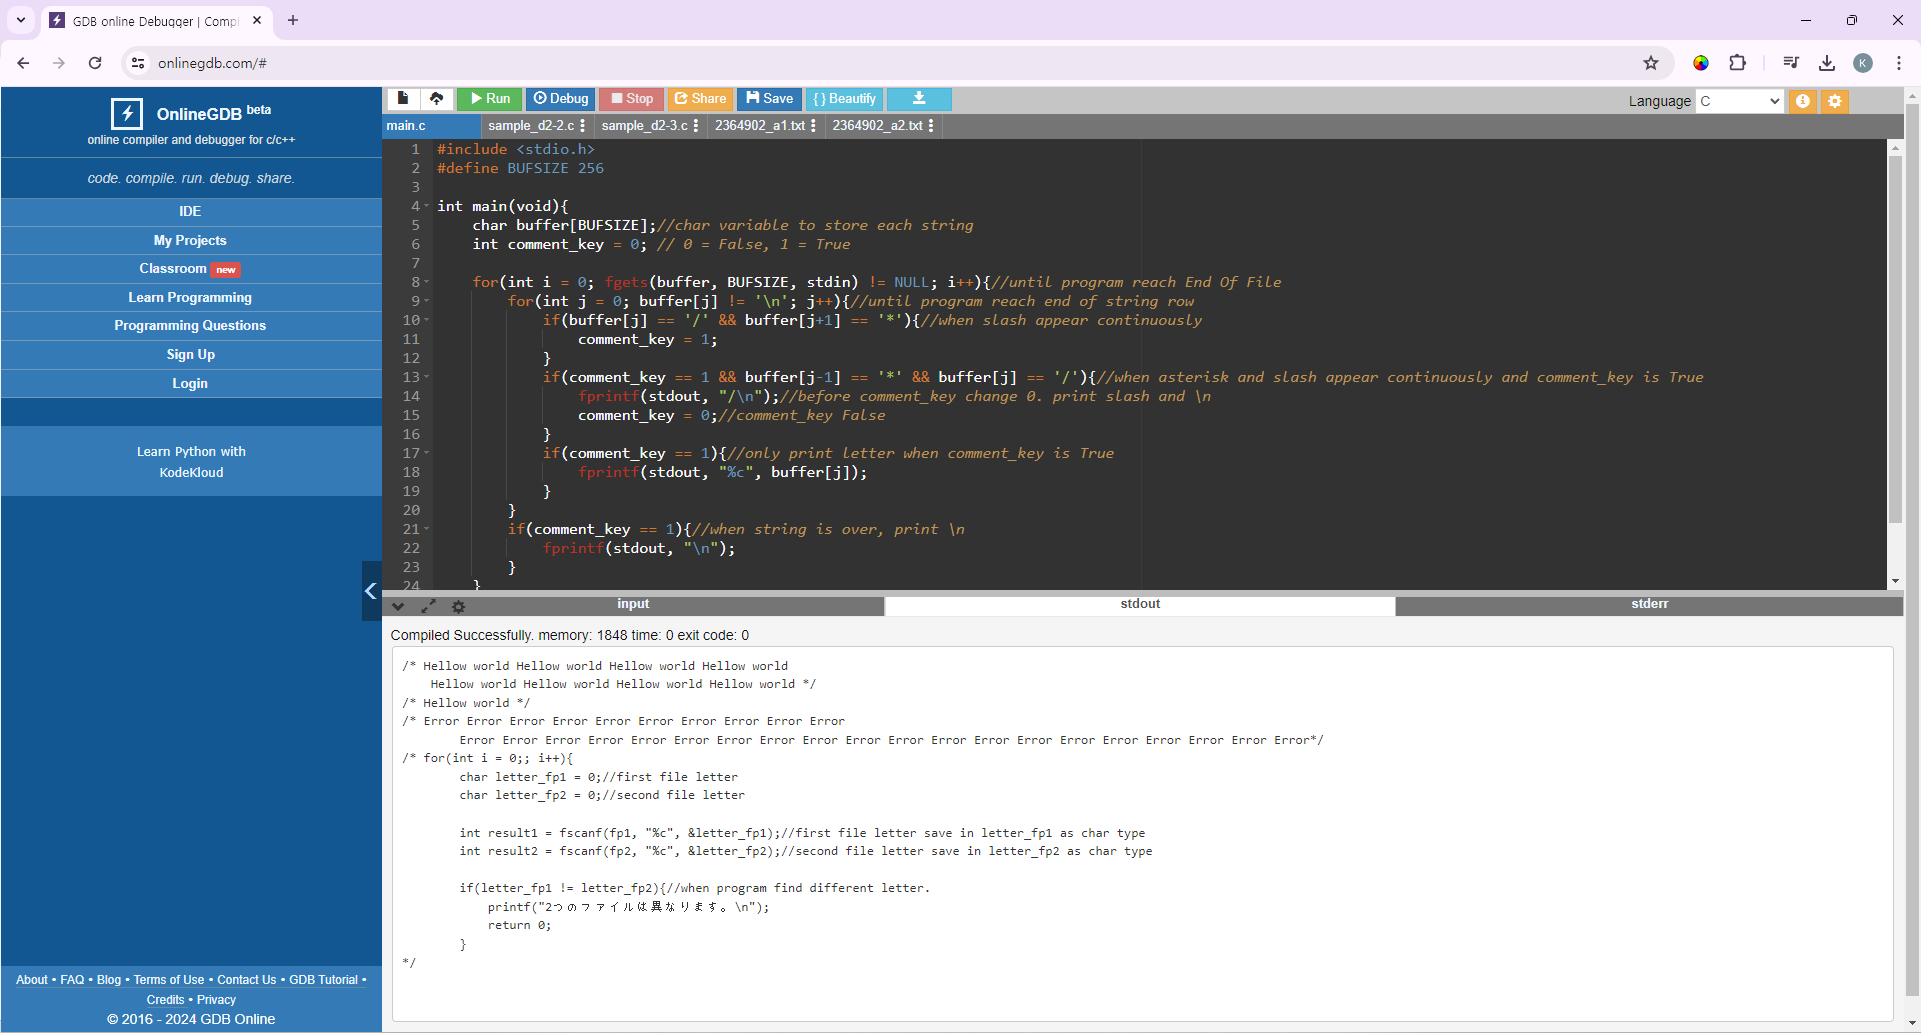 GDB online Debugger | Compi
onlinegdb.com/#
K
OnlineGDB beta
online compiler and debugger for c/c++
code. compile. run. debug. share.
IDE
My Projects
Classroom new
Learn Programming
Programming Questions
Sign Up
Login
Learn Python with
KodeKloud
About • FAQ • Blog • Terms of Use • Contact Us • GDB Tutorial •
Credits • Privacy
© 2016 - 2024 GDB Online
Run Debug Stop Share Save { } Beautify
Language C
main.c sample_d2-2.c sample_d2-3.c 2364902_a1.txt 2364902_a2.txt
1 #include <stdio.h>
2 #define BUFSIZE 256
3
4 int main(void){
5 char buffer[BUFSIZE];//char variable to store each string
6 int comment_key = 0; // 0 = False, 1 = True
7
8 for(int i = 0; fgets(buffer, BUFSIZE, stdin) != NULL; i++){//until program reach End Of File
9 for(int j = 0; buffer[j] != '\n'; j++){//until program reach end of string row
10 if(buffer[j] == '/' && buffer[j+1] == '*'){//when slash appear continuously
11 comment_key = 1;
12 }
13 if(comment_key == 1 && buffer[j-1] == '*' && buffer[j] == '/'){//when asterisk and slash appear continuously and comment_key is True
14 fprintf(stdout, "/\n");//before comment_key change 0. print slash and \n
15 comment_key = 0;//comment_key False
16 }
17 if(comment_key == 1){//only print letter when comment_key is True
18 fprintf(stdout, "%c", buffer[j]);
19 }
20 }
21 if(comment_key == 1){//when string is over, print \n
22 fprintf(stdout, "\n");
23 }
24 }
input stdout stderr
Compiled Successfully. memory: 1848 time: 0 exit code: 0
/* Hellow world Hellow world Hellow world Hellow world
Hellow world Hellow world Hellow world Hellow world */
/* Hellow world */
/* Error Error Error Error Error Error Error Error Error Error
Error Error Error Error Error Error Error Error Error Error Error Error Error Error Error Error Error Error Error Error*/
/* for(int i = 0;; i++){
char letter_fp1 = 0;//first file letter
char letter_fp2 = 0;//second file letter
int result1 = fscanf(fp1, "%c", &letter_fp1);//first file letter save in letter_fp1 as char type
int result2 = fscanf(fp2, "%c", &letter_fp2);//second file letter save in letter_fp2 as char type
if(letter_fp1 != letter_fp2){//when program find different letter.
printf("2つのファイルは異なります。\n");
return 0;
}
*/